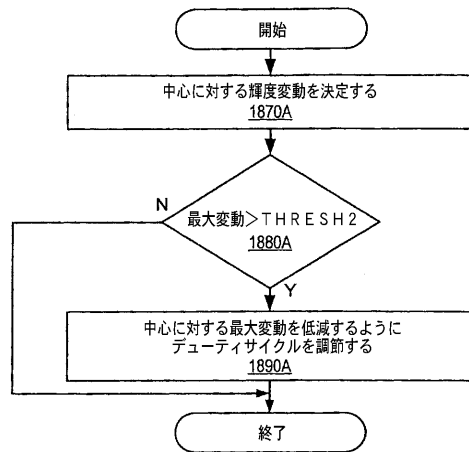 開始
中心に対する輝度変動を決定する
1870A
N
最大変動>ＴＨＲＥＳＨ２
1880A
Y
中心に対する最大変動を低減するように
デューティサイクルを調節する
1890A
終了